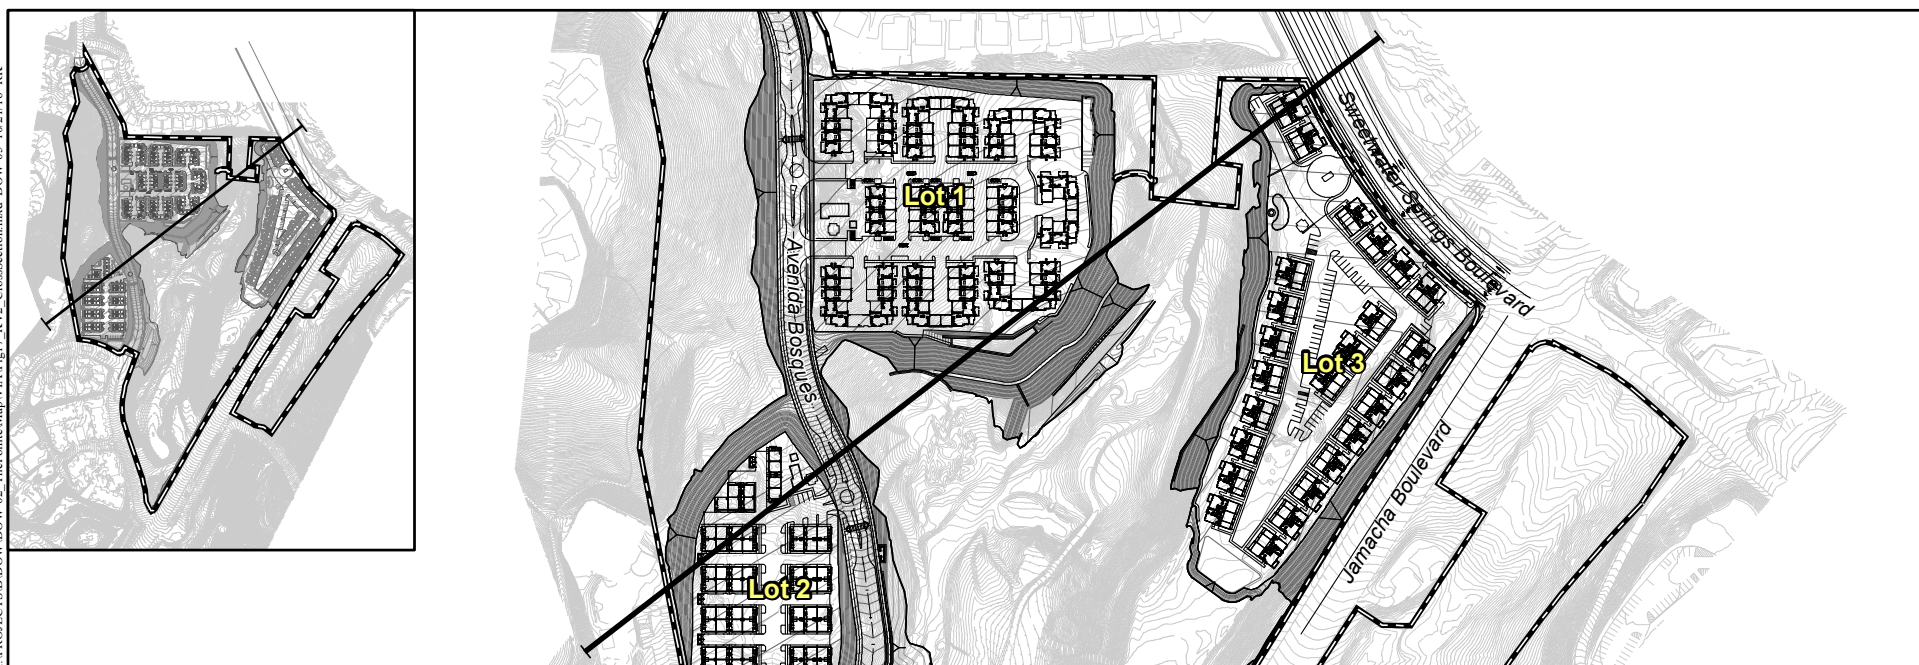 Sweetwater Springs Boulevard
Lot 1
Avenida Bosques
Lot 3
Jamacha Boulevard
Lot 2